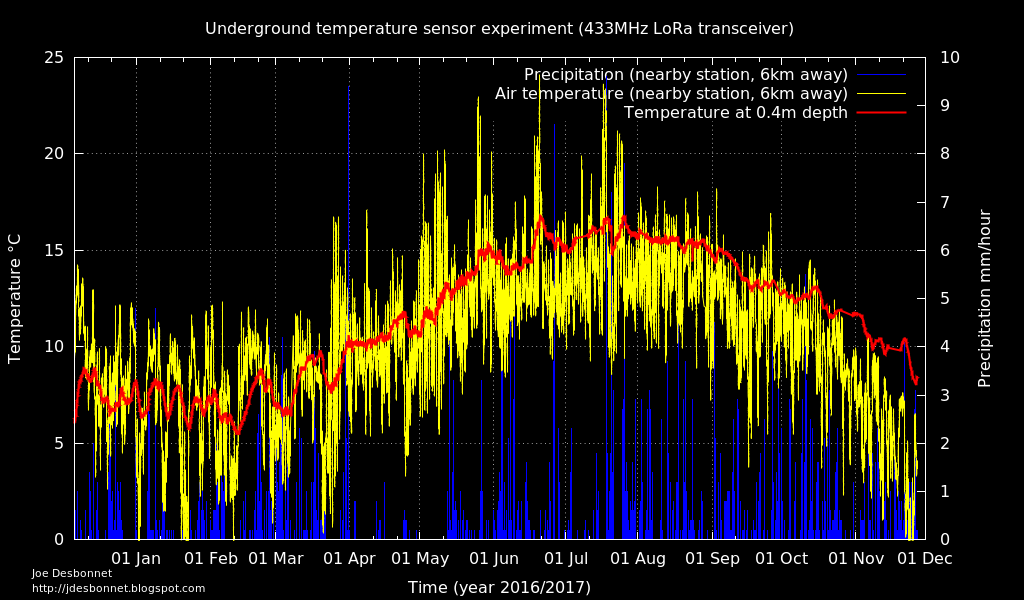 Underground temperature sensor experiment (433MHz LoRa transceiver)
Precipitation (nearby station, 6km away)
Air temperature (nearby station, 6km away)
Temperature at 0.4m depth
Temperature °C
25
20
15
10
5
0
Precipitation mm/hour
10
9
8
7
6
5
4
3
2
1
0
01 Jan 01 Feb 01 Mar 01 Apr 01 May 01 Jun 01 Jul 01 Aug 01 Sep 01 Oct 01 Nov 01 Dec
Time (year 2016/2017)
Joe Desbonnet
http://jdesbonnet.blogspot.com